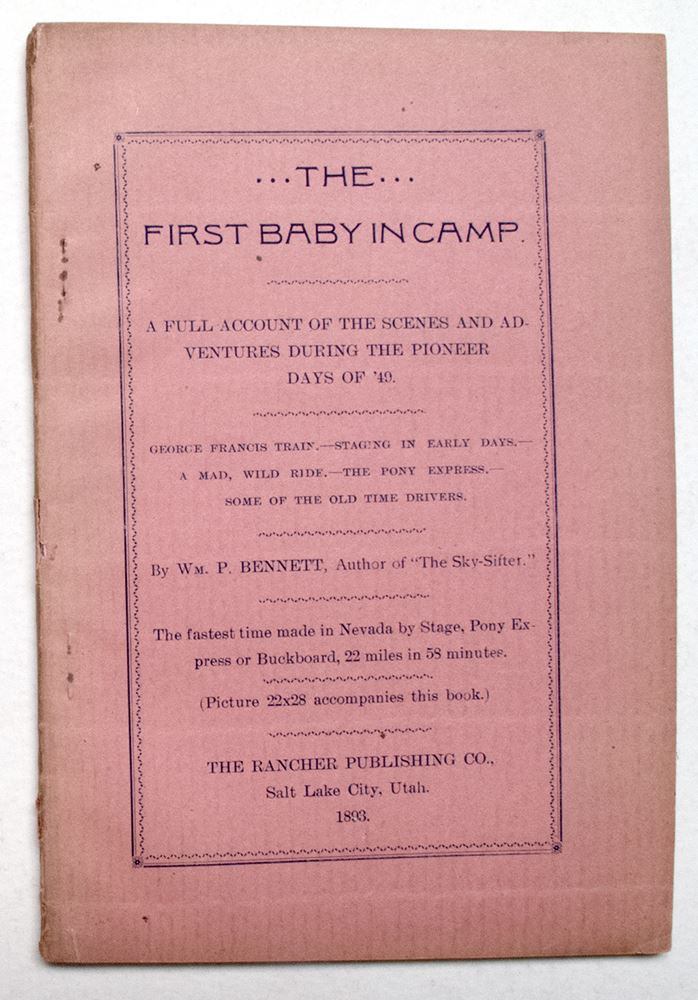 ...THE...
FIRST BABY IN CAMP.
A FULL ACCOUNT OF THE SCENES AND AD-
VENTURES DURING THE PIONEER
DAYS OF '49.
GEORGE FRANCIS TRAIN.—STAGING IN EARLY DAYS.—
A MAD, WILD RIDE.—THE PONY EXPRESS.—
SOME OF THE OLD TIME DRIVERS.
By WM. P. BENNETT, Author of "The Sky-Sifter."
The fastest time made in Nevada by Stage, Pony Ex-
press or Buckboard, 22 miles in 58 minutes.
(Picture 22x28 accompanies this book.)
THE RANCHER PUBLISHING CO.,
Salt Lake City, Utah.
1893.